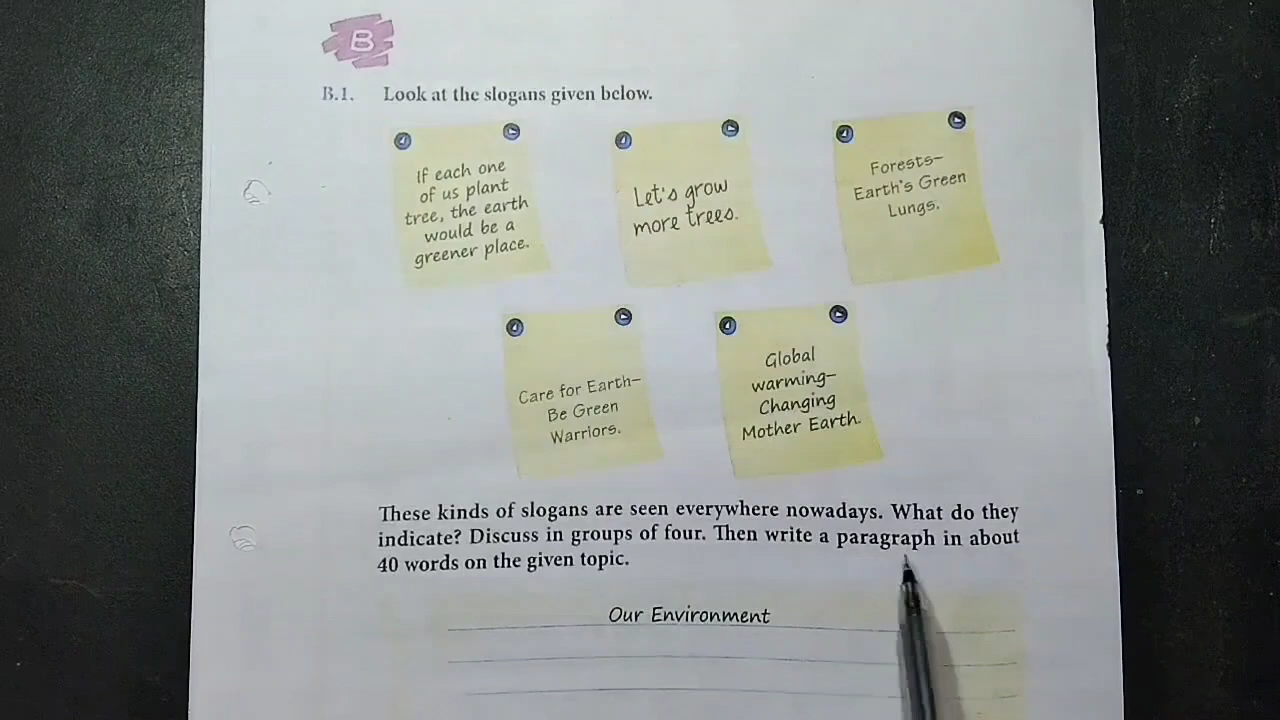 B
B.1. Look at the slogans given below.
If each one
of us plant
tree, the earth
would be a
greener place.
Let's grow
more trees.
Forests–
Earth's Green
Lungs.
Care for Earth–
Be Green
Warriors.
Global
warming–
Changing
Mother Earth.
These kinds of slogans are seen everywhere nowadays. What do they
indicate? Discuss in groups of four. Then write a paragraph in about
40 words on the given topic.
Our Environment